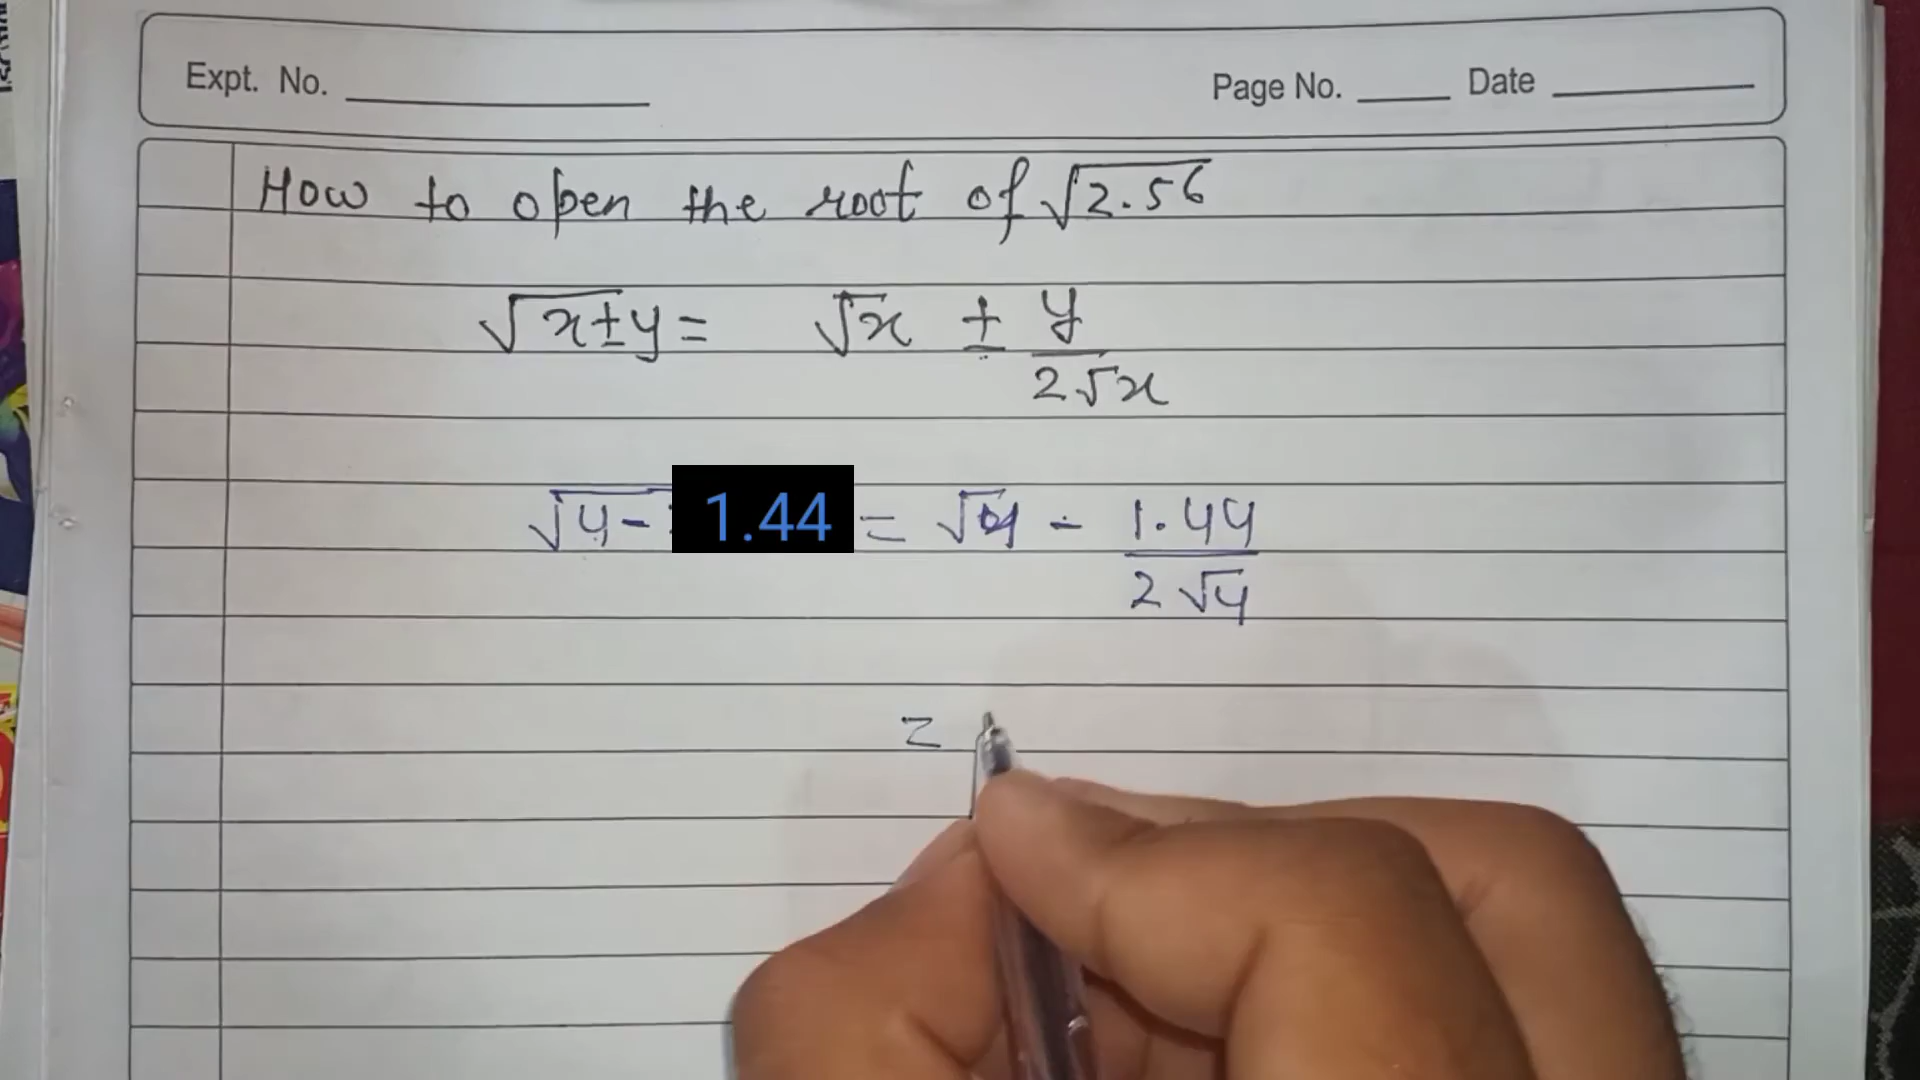 Expt. No. Page No. Date
How to open the root of √2.56
√x±y = √x ± y
2√x
√4- 1.44 = √4 - 1.44
2√4
=